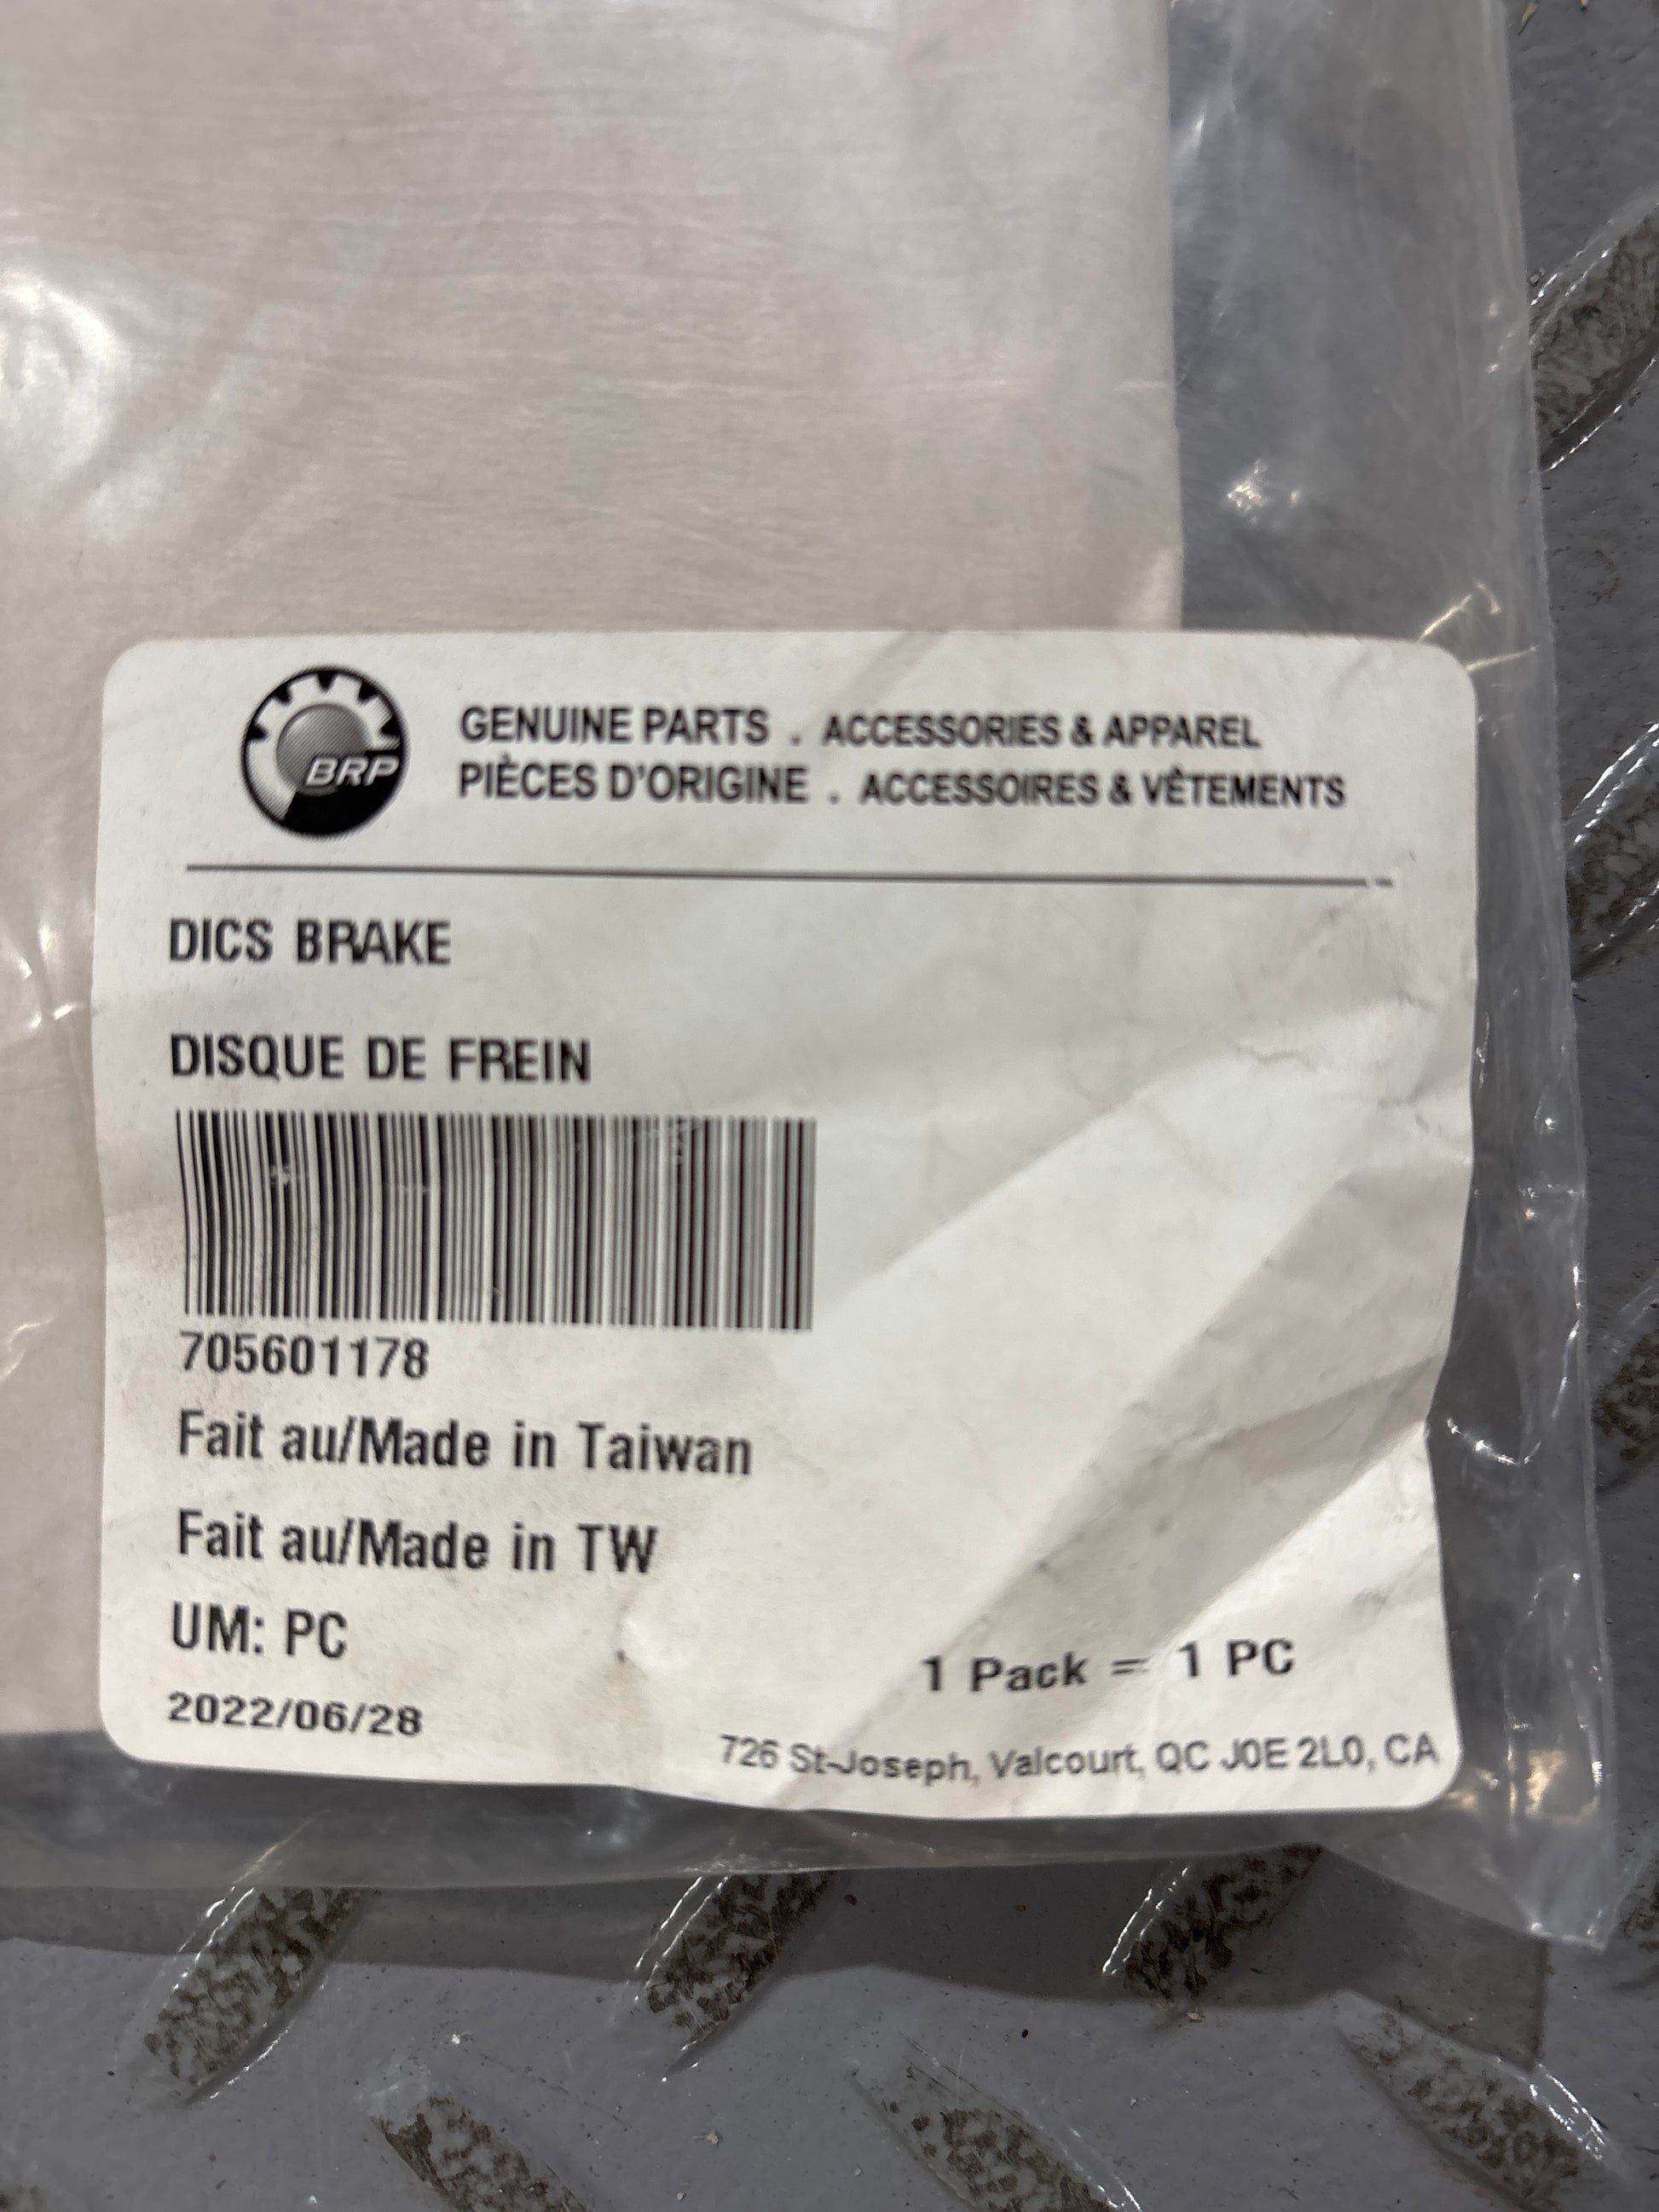 BRP
GENUINE PARTS . ACCESSORIES & APPAREL
PIÈCES D'ORIGINE . ACCESSOIRES & VÊTEMENTS
DICS BRAKE
DISQUE DE FREIN
705601178
Fait au/Made in Taiwan
Fait au/Made in TW
UM: PC
1 Pack = 1 PC
2022/06/28
726 St-Joseph, Valcourt, QC J0E 2L0, CA